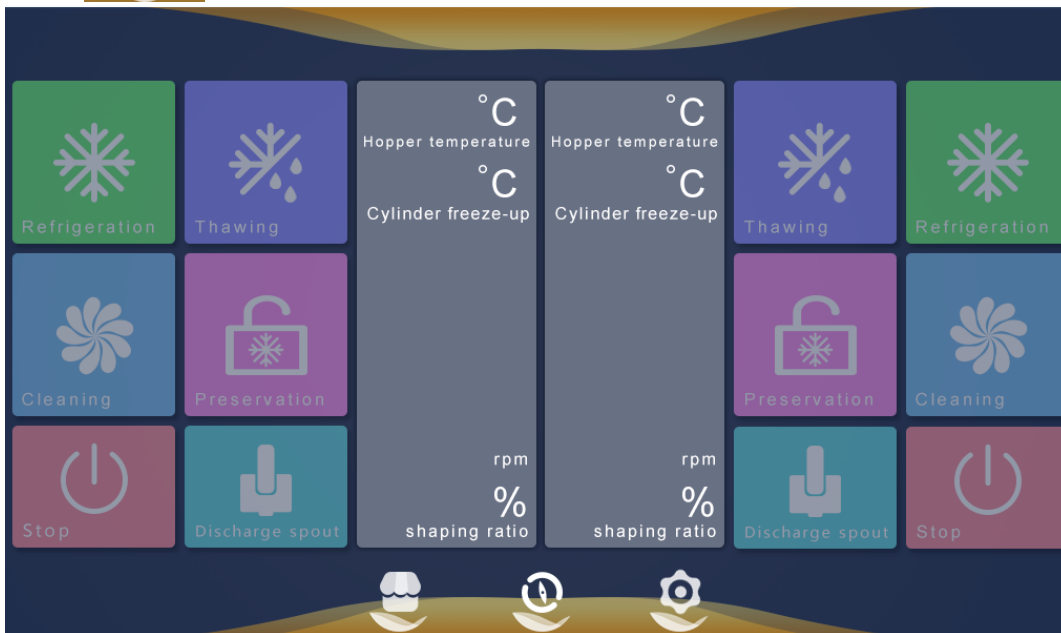 Refrigeration
Thawing
°C
Hopper temperature
°C
Cylinder freeze-up
°C
Hopper temperature
°C
Cylinder freeze-up
Thawing
Refrigeration
Cleaning
Preservation
Preservation
Cleaning
Stop
Discharge spout
rpm
%
shaping ratio
rpm
%
shaping ratio
Discharge spout
Stop